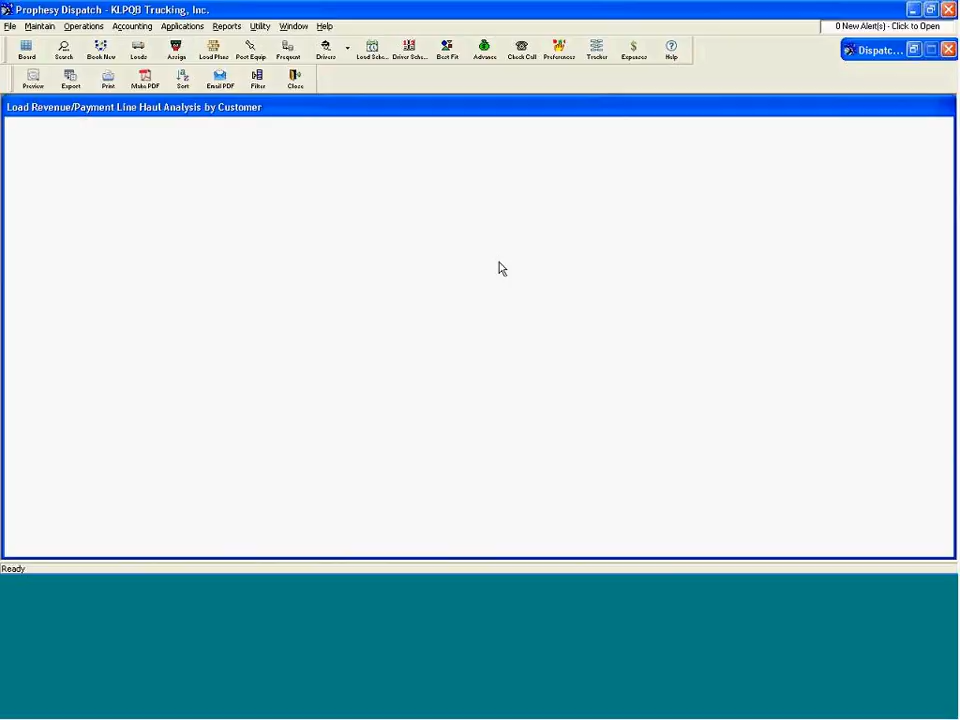 Prophesy Dispatch - KLPQB Trucking, Inc.
File Maintain Operations Accounting Applications Reports Utility Window Help
0 New Alert(s) - Click to Open
Board Search Book New Loads Assign Load Plans Post Equip Frequent Drivers Load Sche... Driver Sche... Best Fit Advance Check Call Preferences Tracker Expenses Help
Dispatc...
Preview Export Print Make PDF Sort Email PDF Filter Close
Load Revenue/Payment Line Haul Analysis by Customer
Ready